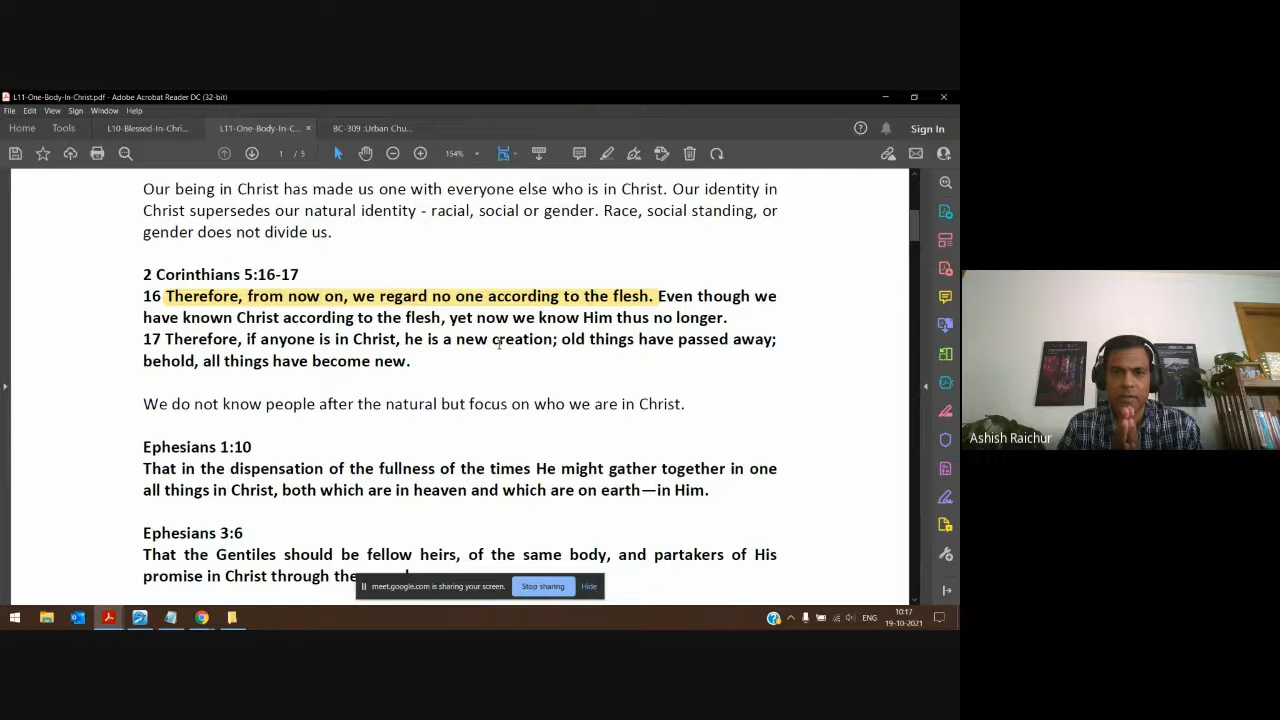 L11-One-Body-In-Christ.pdf - Adobe Acrobat Reader DC (32-bit)
File Edit View Sign Window Help
Home Tools L10-Blessed-In-Chri... L11-One-Body-In-C... × BC-309 :Urban Chu... Sign In
1 / 5 154%
Our being in Christ has made us one with everyone else who is in Christ. Our identity in
Christ supersedes our natural identity - racial, social or gender. Race, social standing, or
gender does not divide us.
2 Corinthians 5:16-17
16 Therefore, from now on, we regard no one according to the flesh. Even though we
have known Christ according to the flesh, yet now we know Him thus no longer.
17 Therefore, if anyone is in Christ, he is a new creation; old things have passed away;
behold, all things have become new.
We do not know people after the natural but focus on who we are in Christ.
Ephesians 1:10
That in the dispensation of the fullness of the times He might gather together in one
all things in Christ, both which are in heaven and which are on earth—in Him.
Ephesians 3:6
That the Gentiles should be fellow heirs, of the same body, and partakers of His
promise in Christ through the
meet.google.com is sharing your screen. Stop sharing Hide
Ashish Raichur
ENG 10:17
19-10-2021